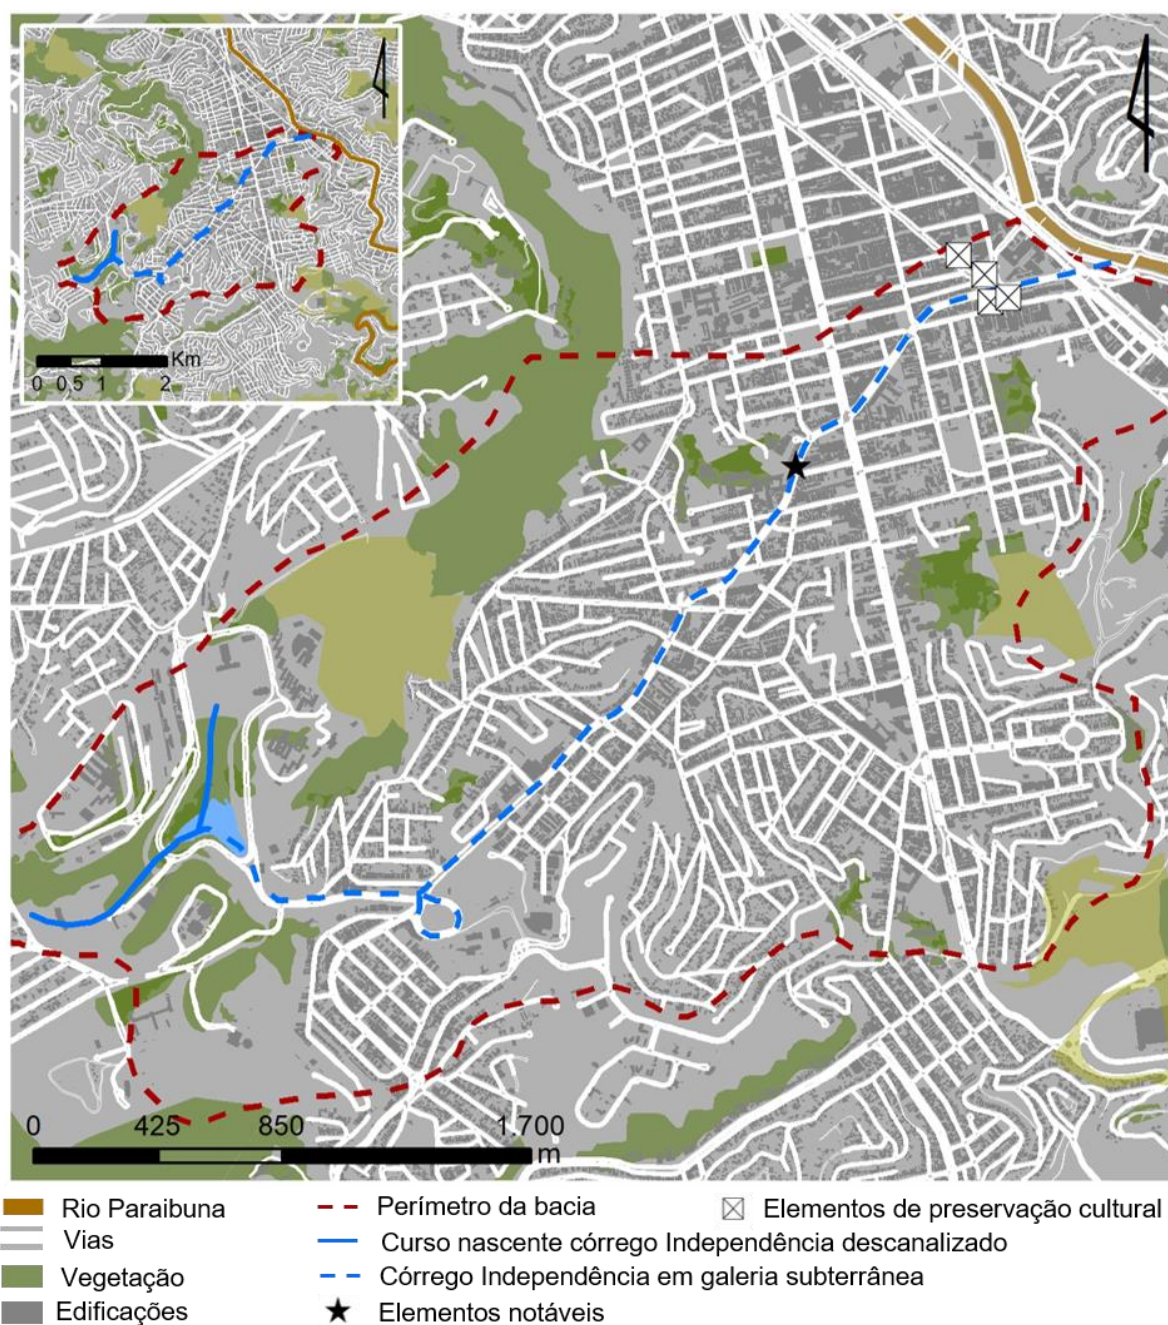 Km
0 0.5 1 2
0 425 850 1.700
m
Rio Paraibuna
Perímetro da bacia
Elementos de preservação cultural
Vias
Curso nascente córrego Independência descanalizado
Vegetação
Córrego Independência em galeria subterrânea
Edificações
Elementos notáveis